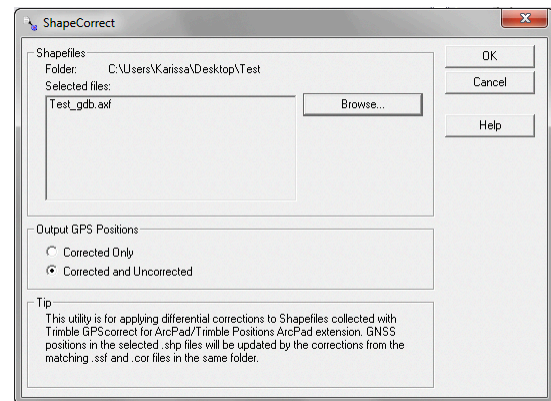 ShapeCorrect
Shapefiles
Folder: C:\Users\Karissa\Desktop\Test
Selected files:
Test_gdb.axf
Browse...
OK
Cancel
Help
Output GPS Positions
Corrected Only
Corrected and Uncorrected
Tip
This utility is for applying differential corrections to Shapefiles collected with
Trimble GPScorrect for ArcPad/Trimble Positions ArcPad extension. GNSS
positions in the selected .shp files will be updated by the corrections from the
matching .ssf and .cor files in the same folder.